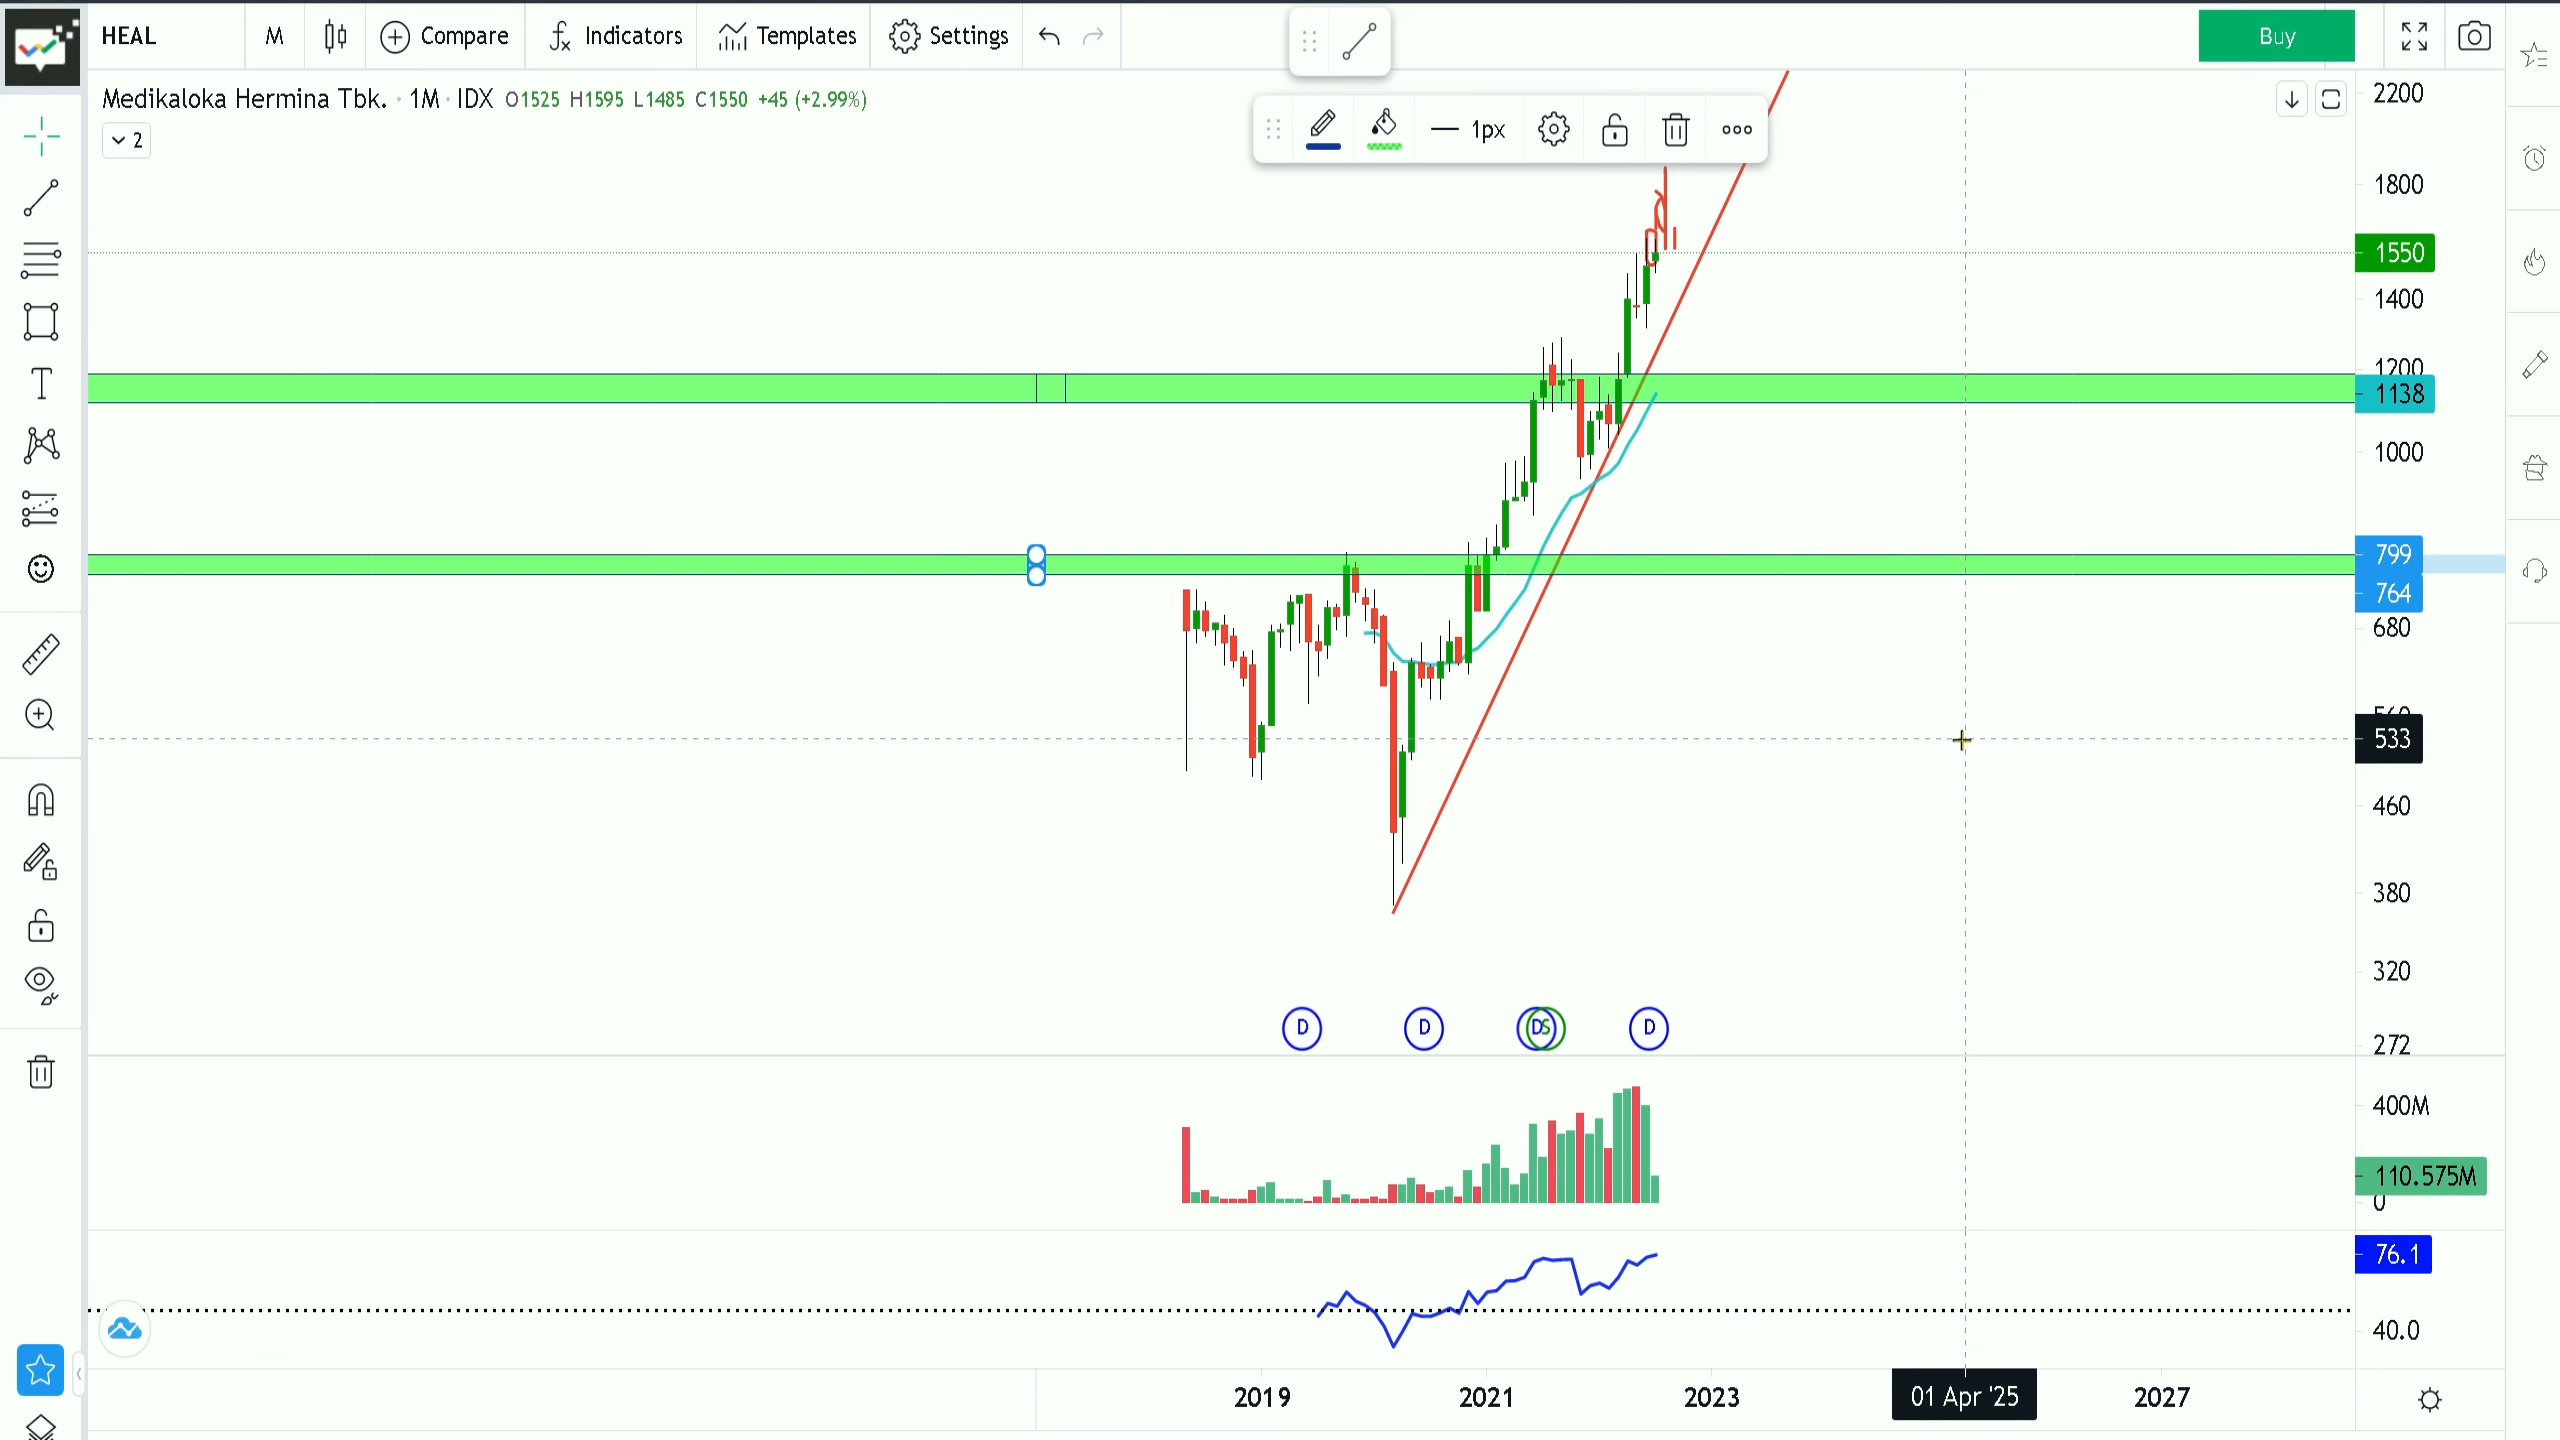 HEAL M Compare Indicators Templates Settings Buy
Medikaloka Hermina Tbk. · 1M · IDX O1525 H1595 L1485 C1550 +45 (+2.99%)
2
1px
T
2200
1800
1550
1400
1200
1138
1000
799
764
680
560
533
460
380
320
272
D D D S D
400M
110.575M
0
76.1
40.0
2019 2021 2023 01 Apr '25 2027